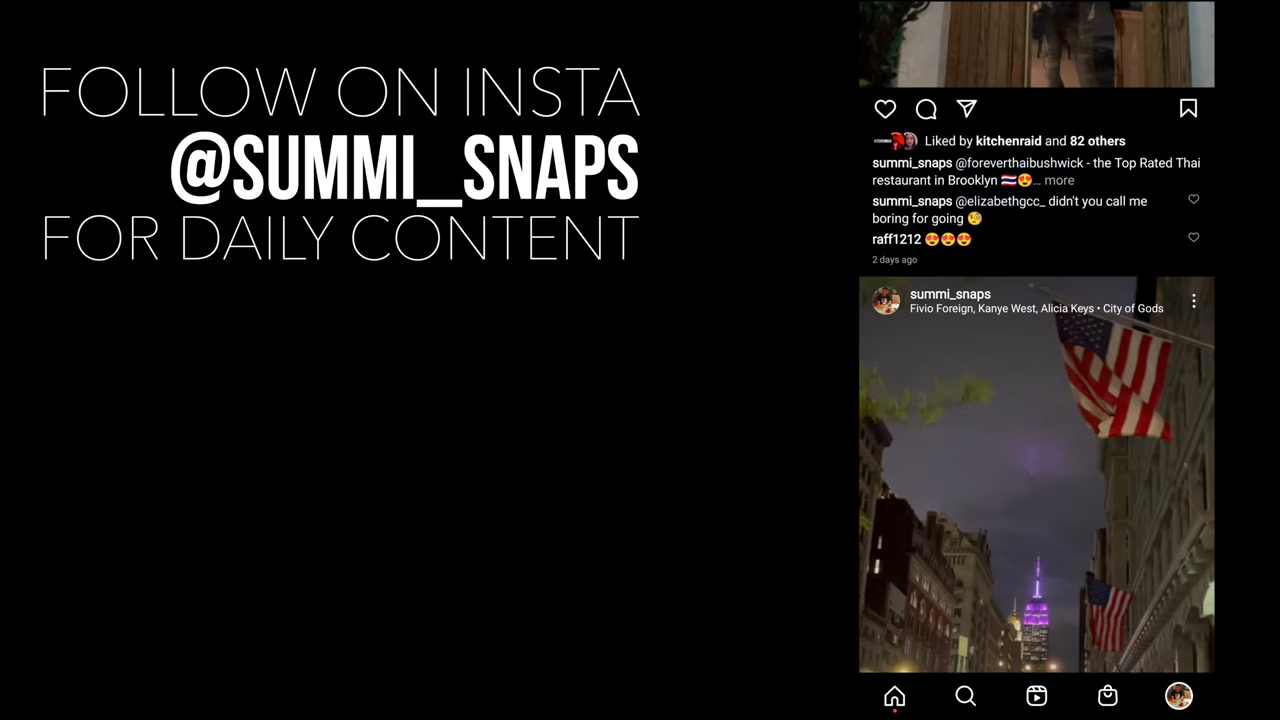 FOLLOW ON INSTA
@SUMMI_SNAPS
FOR DAILY CONTENT
Liked by kitchenraid and 82 others
summi_snaps @foreverthaibushwick - the Top Rated Thai
restaurant in Brooklyn 🇹🇭😍... more
summi_snaps @elizabethgcc_ didn't you call me
boring for going 🧐
raff1212 😍😍😍
2 days ago
summi_snaps
Fivio Foreign, Kanye West, Alicia Keys • City of Gods